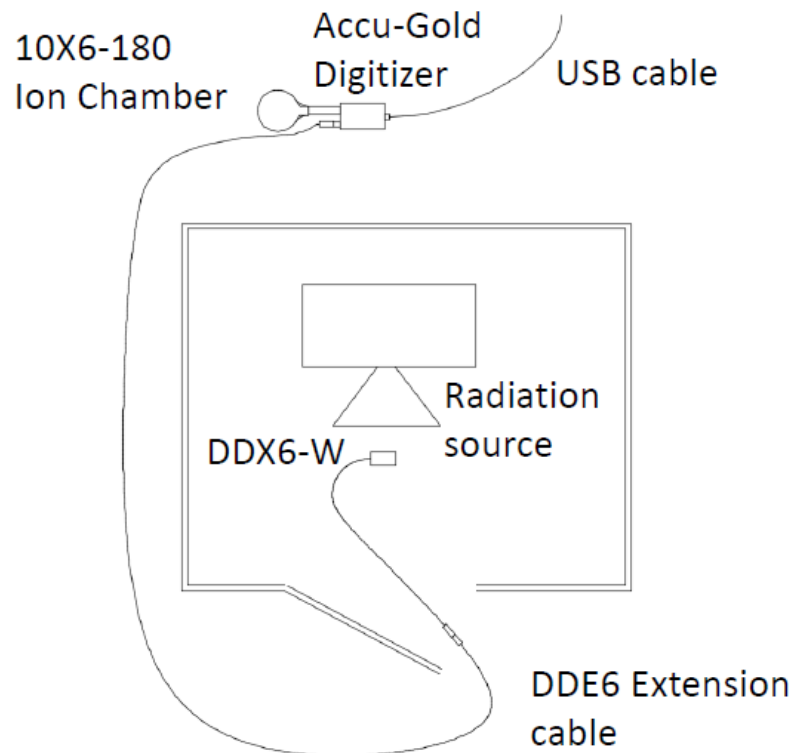 10X6-180
Ion Chamber
Accu-Gold
Digitizer
USB cable
Radiation
source
DDX6-W
DDE6 Extension
cable